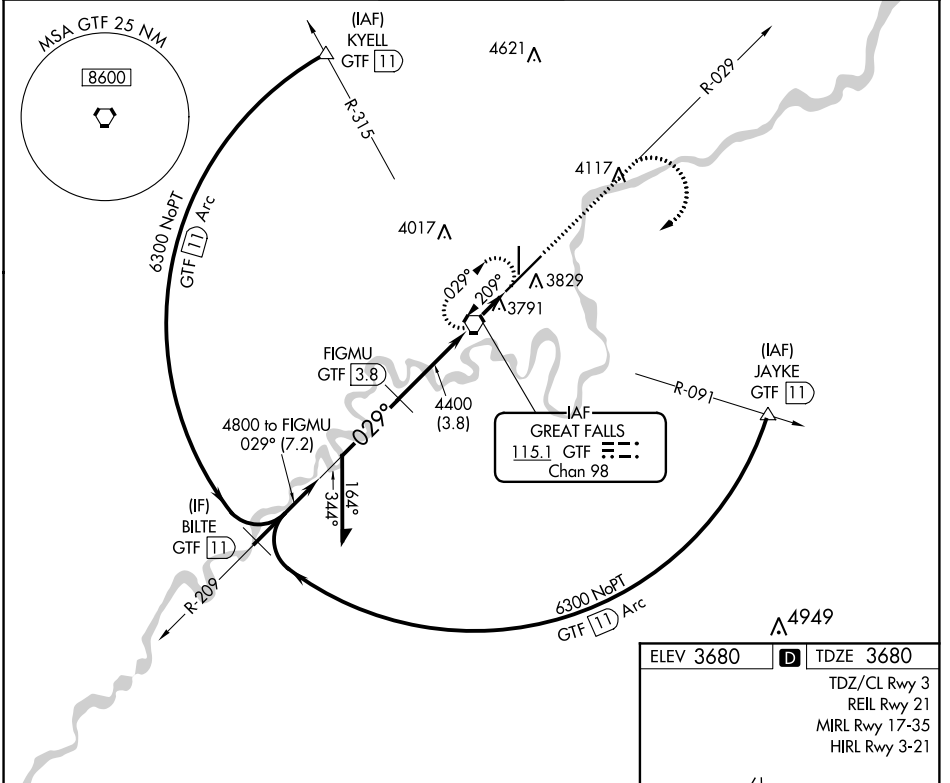 MSA GTF 25 NM
8600
(IAF)
KYELL
GTF 11
R-315
4621
R-029
4117
6300 NoPT
GTF 11 Arc
4017
029°
209°
3829
3791
FIGMU
GTF 3.8
4400
(3.8)
029°
4800 to FIGMU
029° (7.2)
IAF
GREAT FALLS
115.1 GTF
Chan 98
(IAF)
JAYKE
GTF 11
R-091
164°
344°
(IF)
BILTE
GTF 11
R-209
6300 NoPT
GTF 11 Arc
4949
ELEV 3680 D TDZE 3680
TDZ/CL Rwy 3
REIL Rwy 21
MIRL Rwy 17-35
HIRL Rwy 3-21